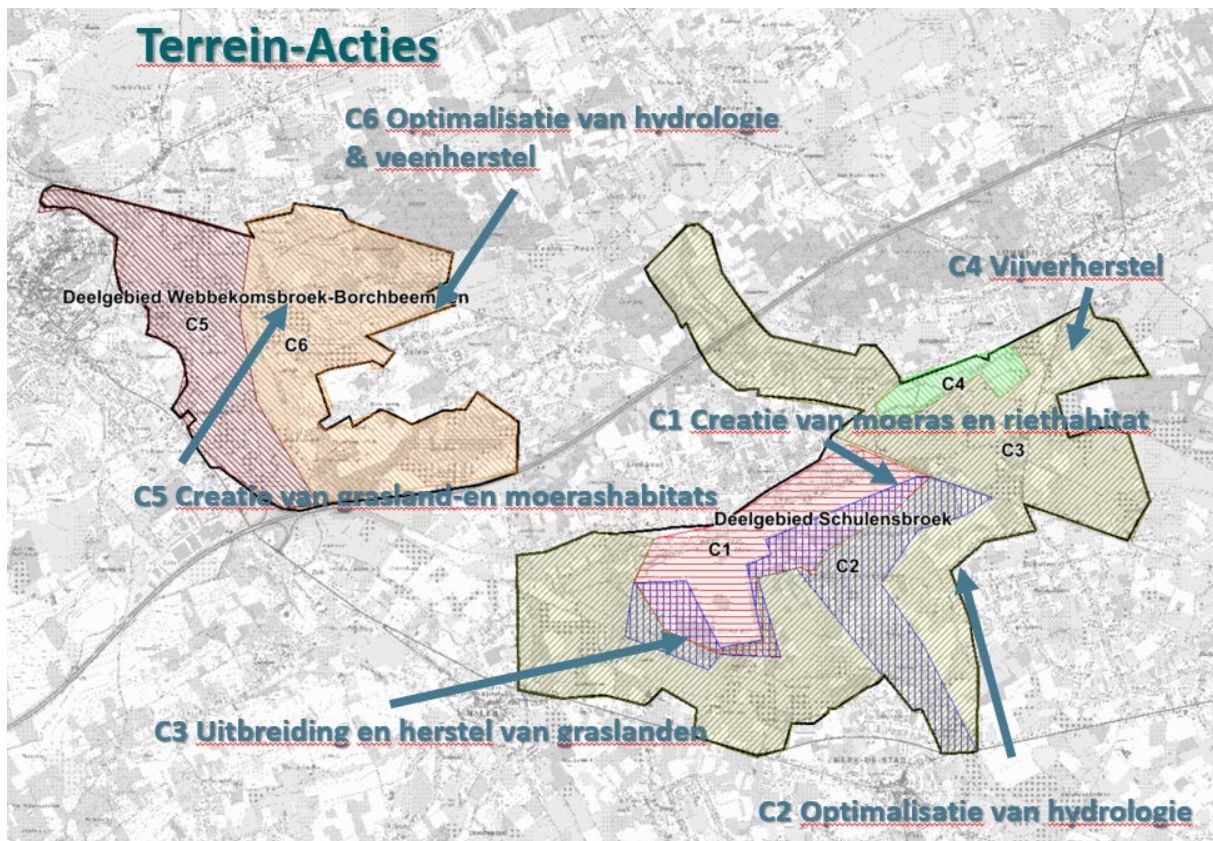 Terrein-Acties
C6 Optimalisatie van hydrologie
& veenherstel
C4 Vijverherstel
Deelgebied Webbekomsbroek-Borchbeemden
C5
C6
C4
C1 Creatie van moeras en riethabitat
C3
C5 Creatie van grasland-en moerashabitats
Deelgebied Schulensbroek
C1
C2
C3 Uitbreiding en herstel van graslanden
C2 Optimalisatie van hydrologie